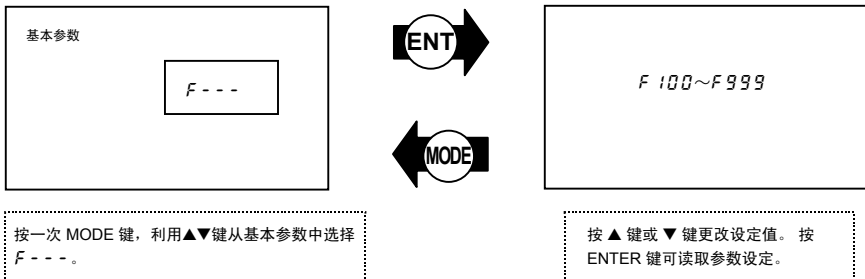 基本参数
F - - -
ENT
MODE
F 100～F999
按一次 MODE 键，利用▲▼键从基本参数中选择
F - - - 。
按 ▲ 键或 ▼ 键更改设定值。 按
ENTER 键可读取参数设定。